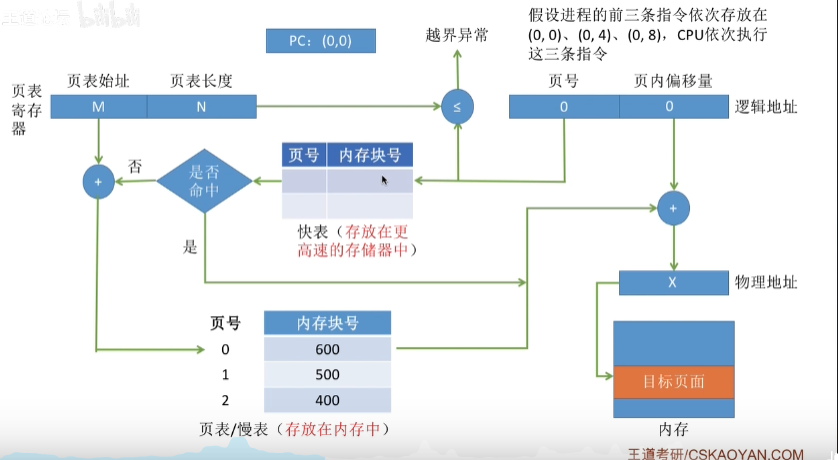 PC：(0,0)
越界异常
假设进程的前三条指令依次存放在
(0, 0)、(0, 4)、(0, 8)，CPU依次执行
这三条指令
页表
寄存
器
页表始址
页表长度
M
N
≤
页号
页内偏移量
0
0
逻辑地址
页号
内存块号
是否
命中
否
是
+
+
快表（存放在更
高速的存储器中）
X
物理地址
页号
内存块号
0
600
1
500
2
400
页表/慢表（存放在内存中）
目标页面
内存
王道考研/CSKAOYAN.COM